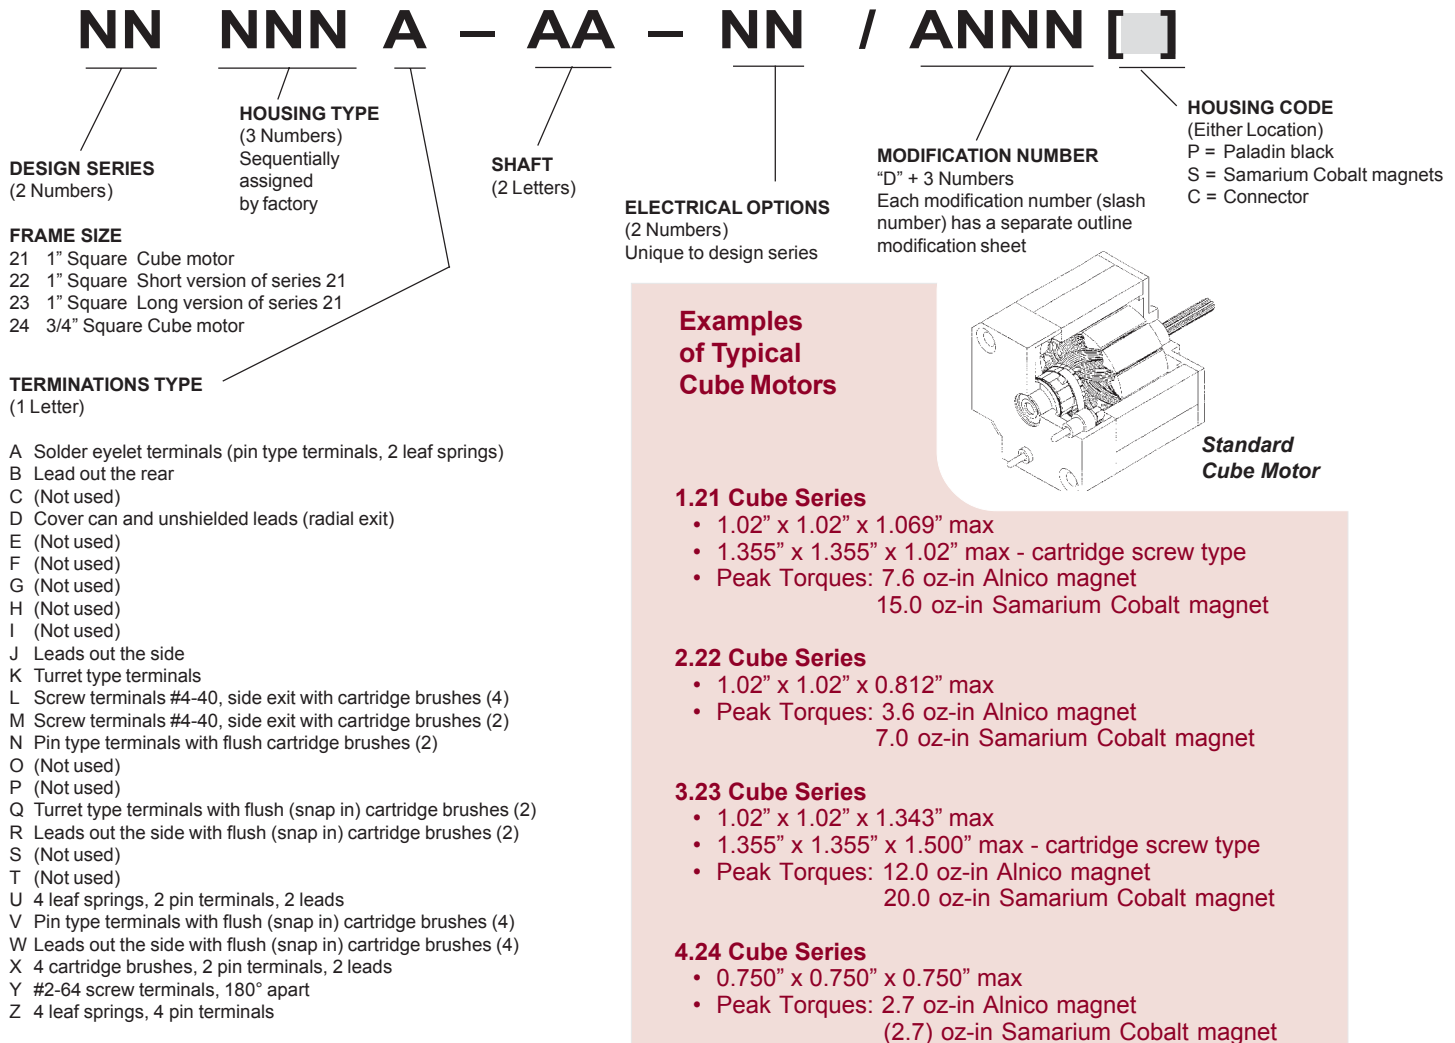 NN NNN A – AA – NN / ANNN [ ]
DESIGN SERIES
(2 Numbers)
HOUSING TYPE
(3 Numbers)
Sequentially
assigned
by factory
SHAFT
(2 Letters)
ELECTRICAL OPTIONS
(2 Numbers)
Unique to design series
MODIFICATION NUMBER
“D” + 3 Numbers
Each modification number (slash
number) has a separate outline
modification sheet
HOUSING CODE
(Either Location)
P = Paladin black
S = Samarium Cobalt magnets
C = Connector
FRAME SIZE
21 1” Square Cube motor
22 1” Square Short version of series 21
23 1” Square Long version of series 21
24 3/4” Square Cube motor
TERMINATIONS TYPE
(1 Letter)
A Solder eyelet terminals (pin type terminals, 2 leaf springs)
B Lead out the rear
C (Not used)
D Cover can and unshielded leads (radial exit)
E (Not used)
F (Not used)
G (Not used)
H (Not used)
I (Not used)
J Leads out the side
K Turret type terminals
L Screw terminals #4-40, side exit with cartridge brushes (4)
M Screw terminals #4-40, side exit with cartridge brushes (2)
N Pin type terminals with flush cartridge brushes (2)
O (Not used)
P (Not used)
Q Turret type terminals with flush (snap in) cartridge brushes (2)
R Leads out the side with flush (snap in) cartridge brushes (2)
S (Not used)
T (Not used)
U 4 leaf springs, 2 pin terminals, 2 leads
V Pin type terminals with flush (snap in) cartridge brushes (4)
W Leads out the side with flush (snap in) cartridge brushes (4)
X 4 cartridge brushes, 2 pin terminals, 2 leads
Y #2-64 screw terminals, 180° apart
Z 4 leaf springs, 4 pin terminals
Examples
of Typical
Cube Motors
Standard
Cube Motor
1.21 Cube Series
• 1.02” x 1.02” x 1.069” max
• 1.355” x 1.355” x 1.02” max - cartridge screw type
• Peak Torques: 7.6 oz-in Alnico magnet
15.0 oz-in Samarium Cobalt magnet
2.22 Cube Series
• 1.02” x 1.02” x 0.812” max
• Peak Torques: 3.6 oz-in Alnico magnet
7.0 oz-in Samarium Cobalt magnet
3.23 Cube Series
• 1.02” x 1.02” x 1.343” max
• 1.355” x 1.355” x 1.500” max - cartridge screw type
• Peak Torques: 12.0 oz-in Alnico magnet
20.0 oz-in Samarium Cobalt magnet
4.24 Cube Series
• 0.750” x 0.750” x 0.750” max
• Peak Torques: 2.7 oz-in Alnico magnet
(2.7) oz-in Samarium Cobalt magnet